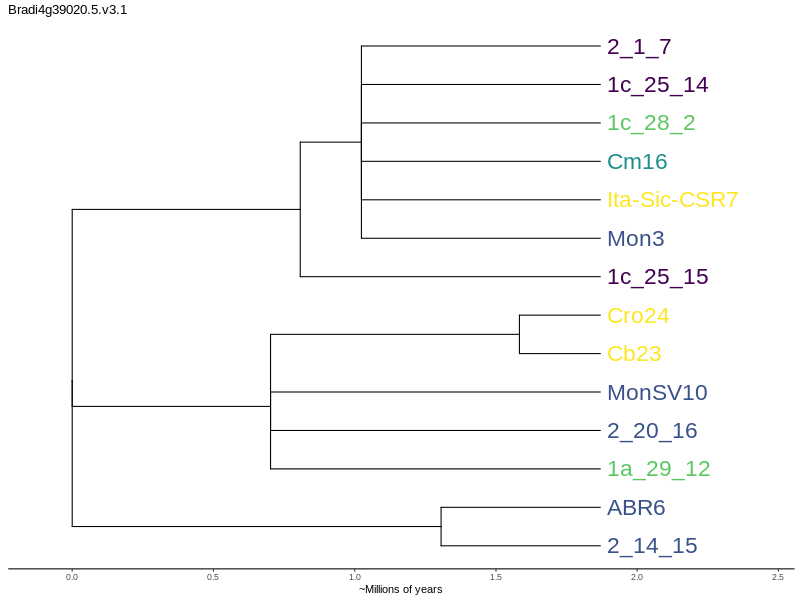 Bradi4g39020.5.v3.1
2_1_7
1c_25_14
1c_28_2
Cm16
Ita-Sic-CSR7
Mon3
1c_25_15
Cro24
Cb23
MonSV10
2_20_16
1a_29_12
ABR6
2_14_15
0.0 0.5 1.0 1.5 2.0 2.5
~Millions of years